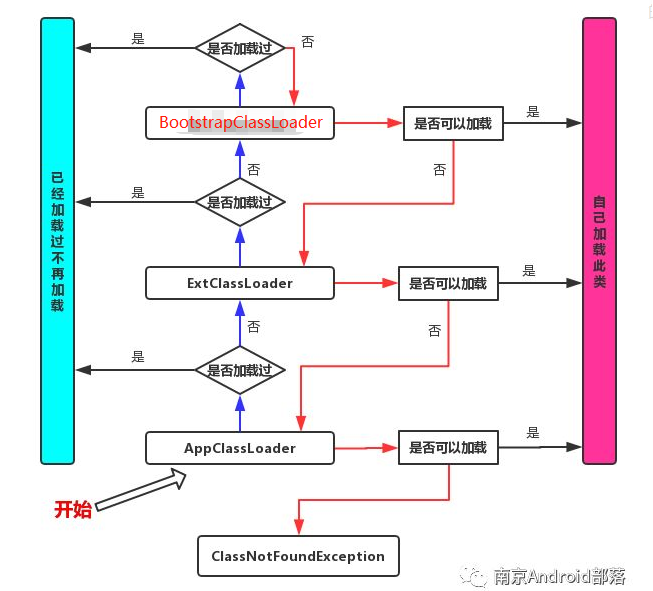 是
是否加载过
否
BootstrapClassLoader
是否可以加载
是
否
否
是
是否加载过
已经加载过不再加载
自己加载此类
ExtClassLoader
是否可以加载
是
否
否
是
是否加载过
AppClassLoader
是否可以加载
是
开始
ClassNotFoundException
南京Android部落